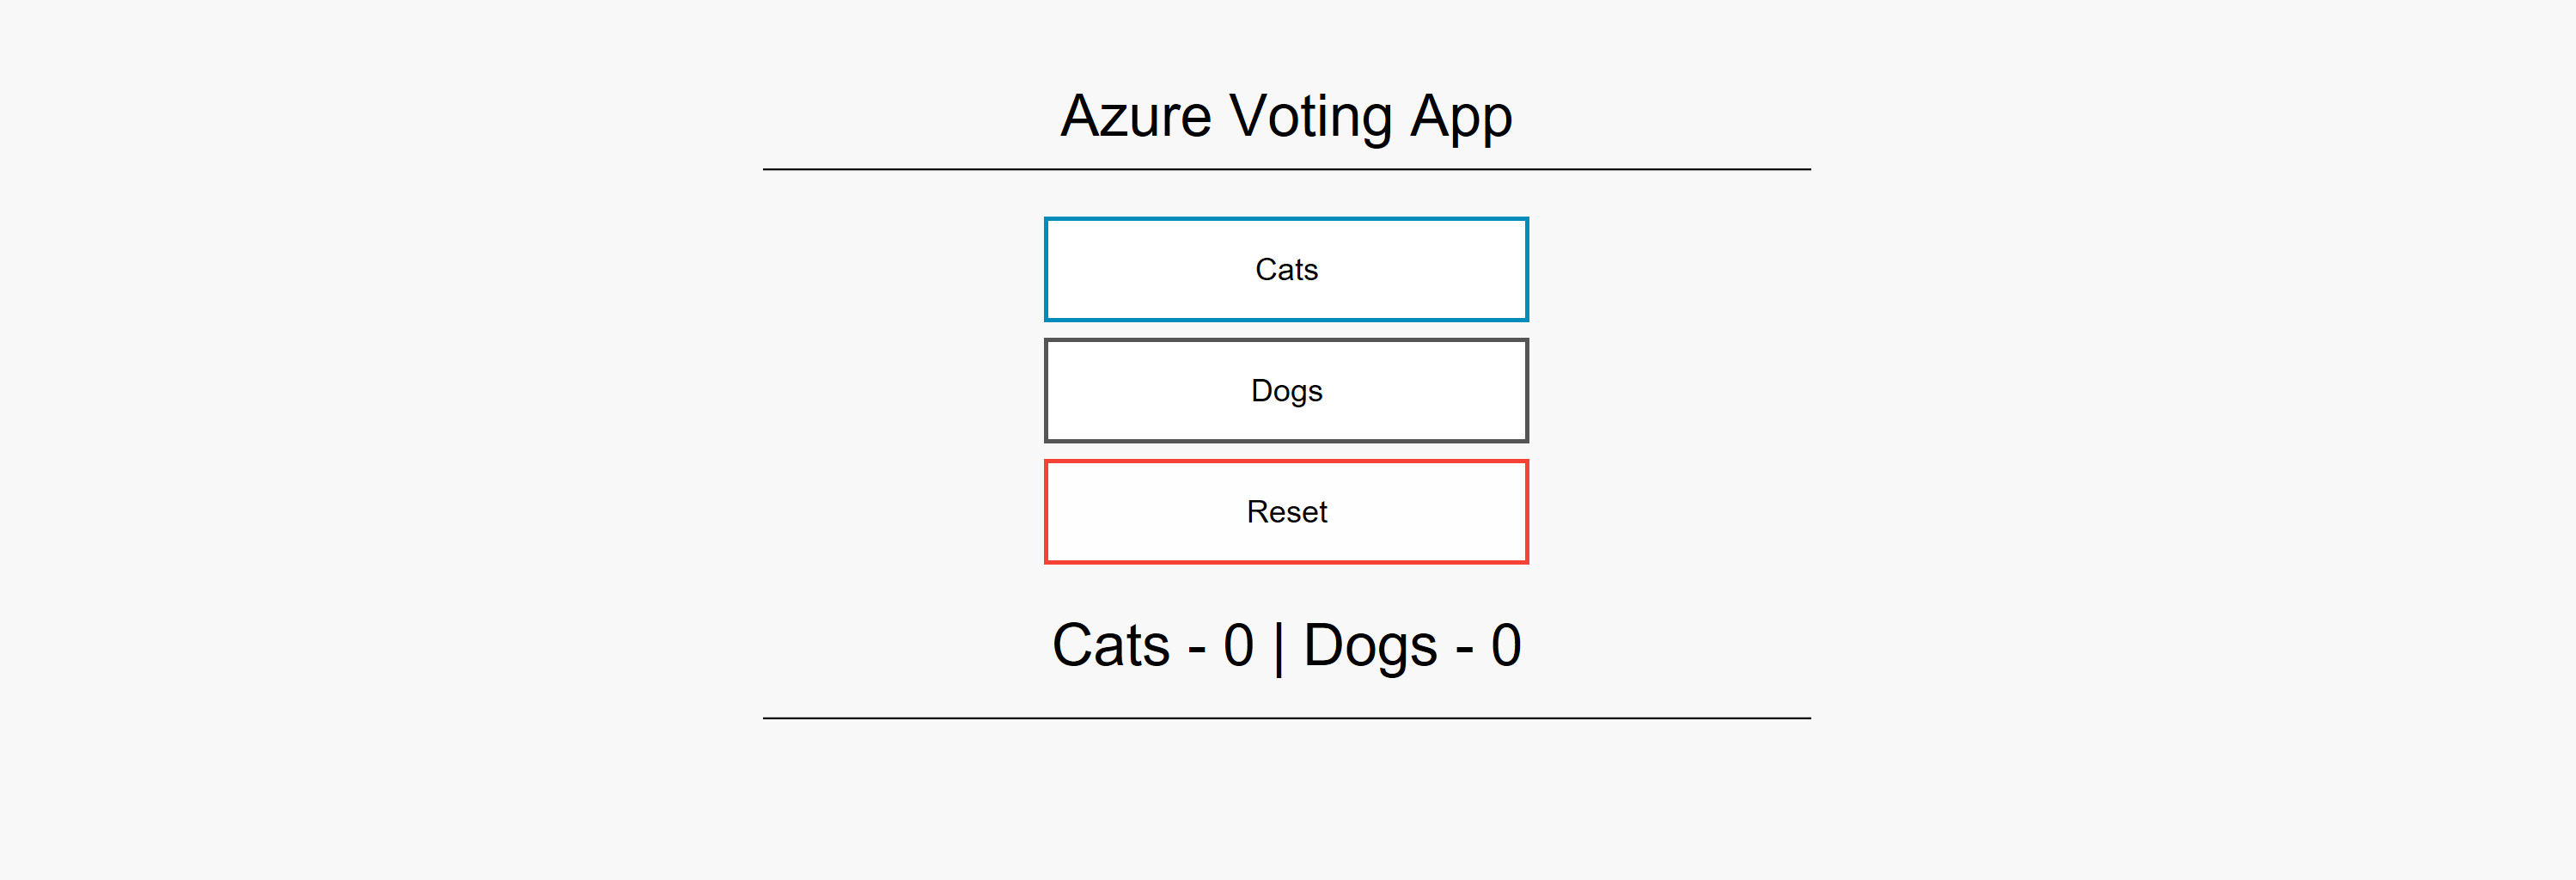 Azure Voting App
Cats
Dogs
Reset
Cats - 0 | Dogs - 0